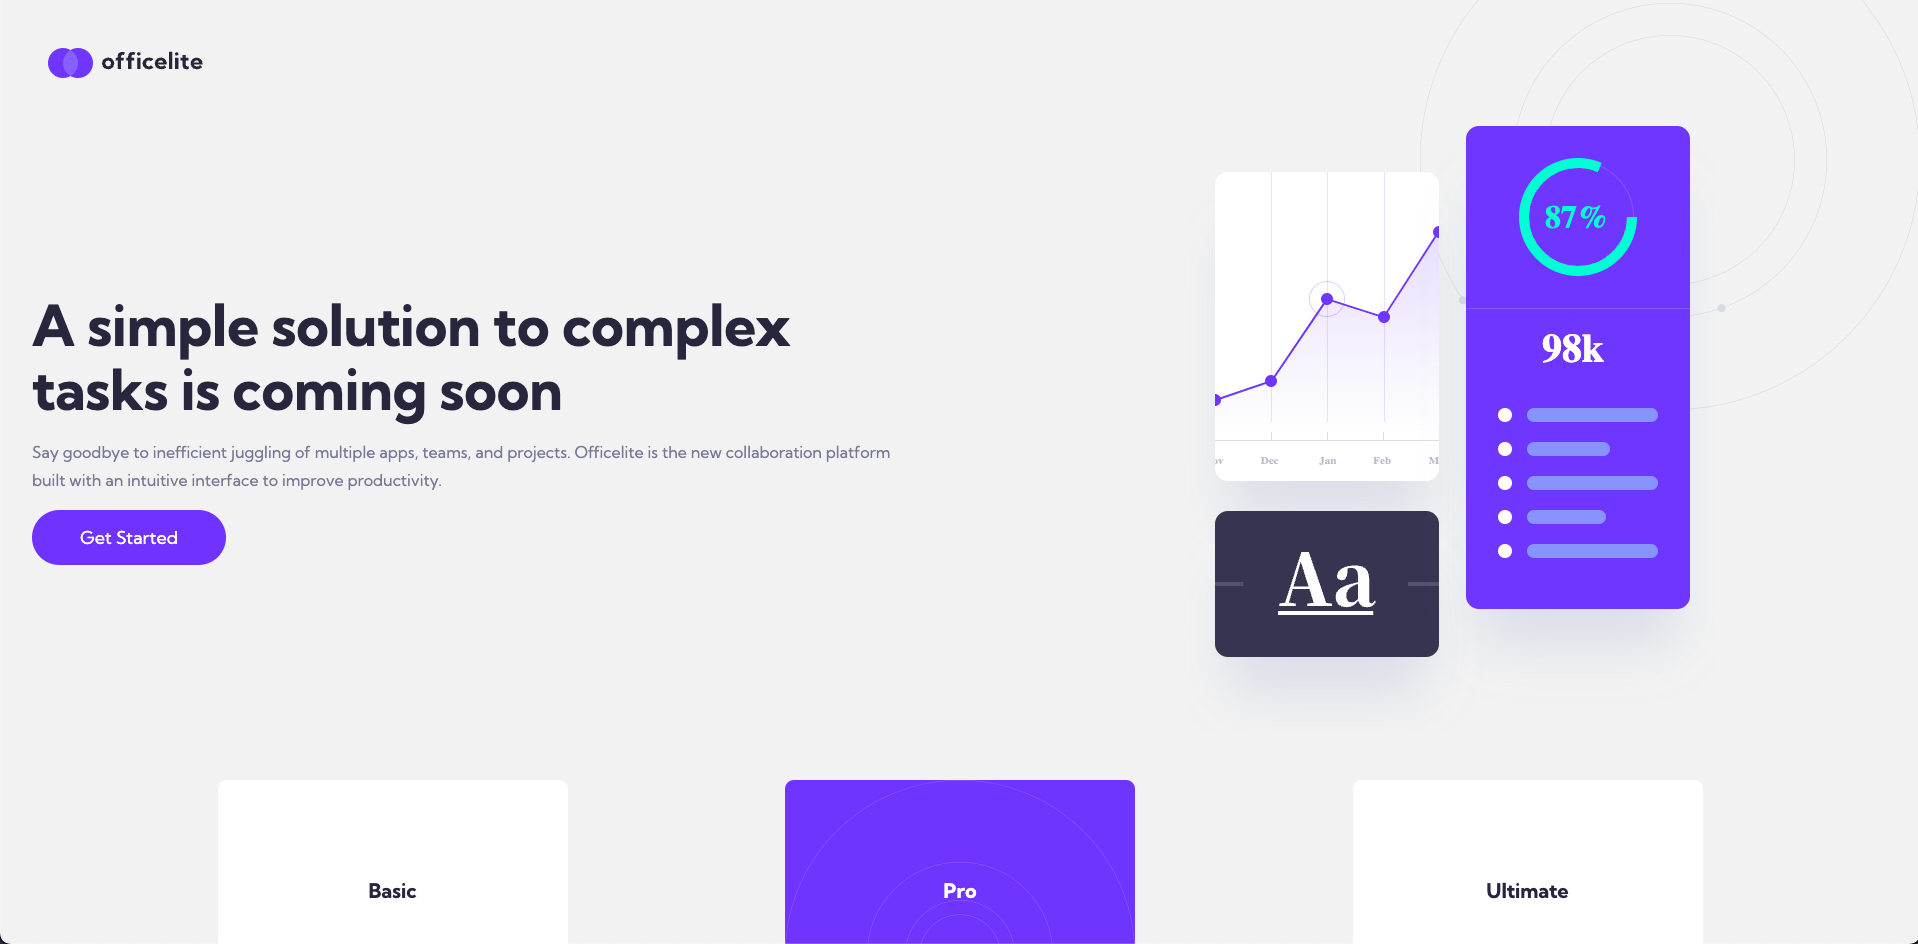 officelite
A simple solution to complex
tasks is coming soon
Say goodbye to inefficient juggling of multiple apps, teams, and projects. Officelite is the new collaboration platform
built with an intuitive interface to improve productivity.
Get Started
87%
98k
ov Dec Jan Feb M
Aa
Basic
Pro
Ultimate